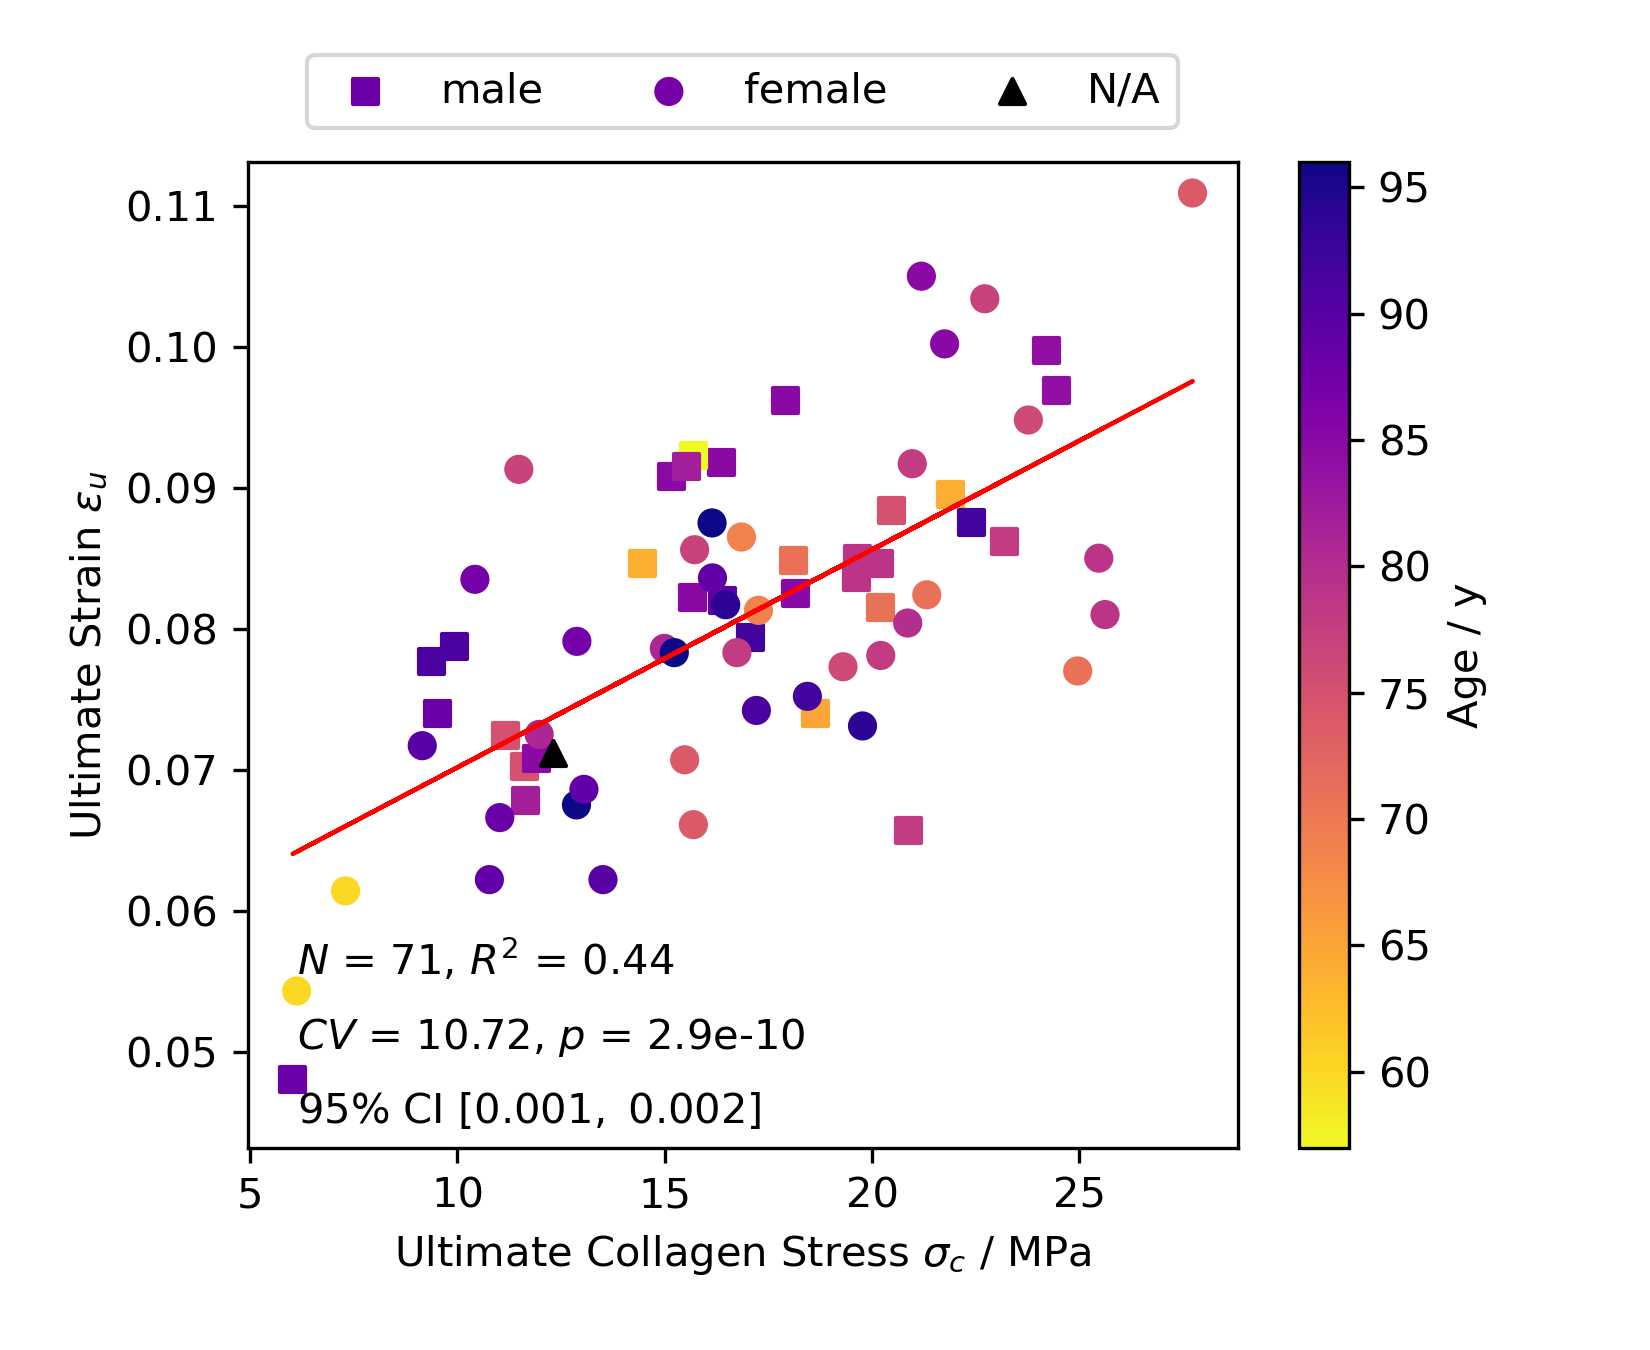 male female N/A
0.11
0.10
0.09
0.08
0.07
0.06
0.05
Ultimate Strain εu
N = 71, R² = 0.44
CV = 10.72, p = 2.9e-10
95% CI [0.001, 0.002]
5 10 15 20 25
Ultimate Collagen Stress σc / MPa
95
90
85
80
75
70
65
60
Age / y